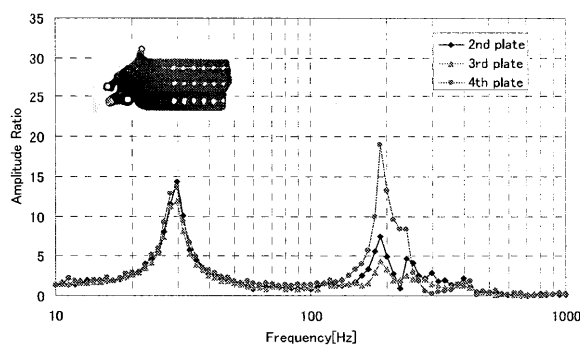 35
30
25
20
15
10
5
0
Amplitude Ratio
2nd plate
3rd plate
4th plate
10
100
1000
Frequency[Hz]